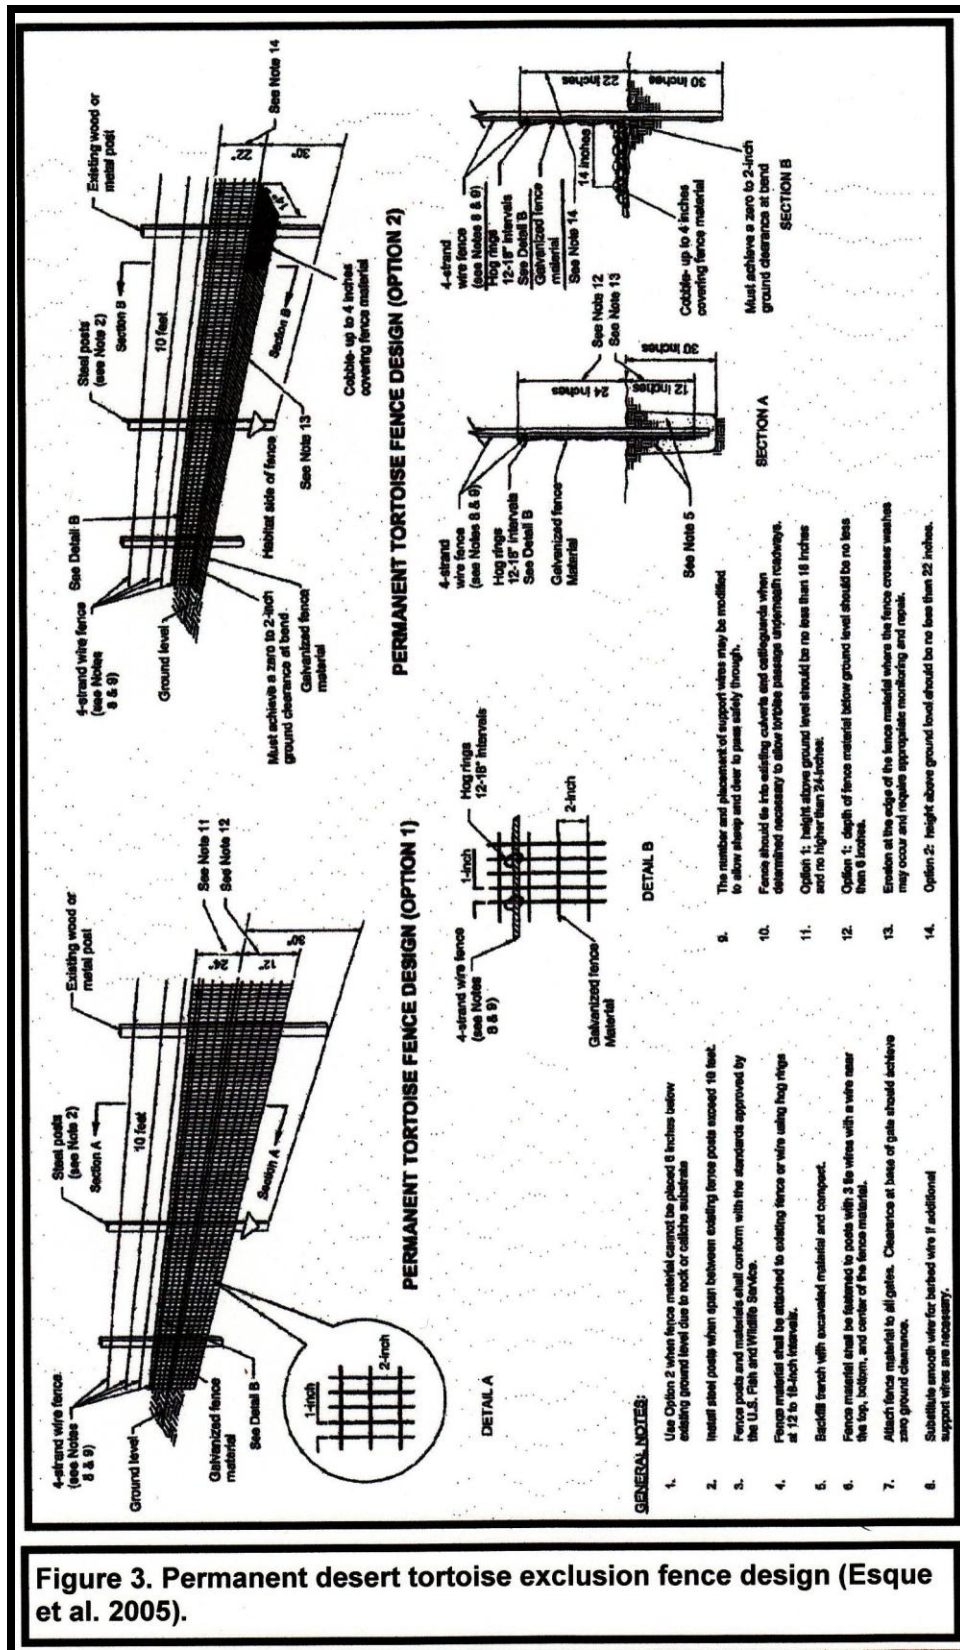 4-strand wire fence
(see Notes
8 & 9)
Ground level
Galvanized fence
material
See Detail B
Steel posts
(see Note 2)
Section A
10 feet
Section A
Existing wood or
metal post
See Note 11
See Note 12
24"
12"
1-inch
2-inch
DETAIL A
PERMANENT TORTOISE FENCE DESIGN (OPTION 1)
4-strand wire fence
(see Notes
8 & 9)
Ground level
Must achieve a zero to 2-inch
ground clearance at bend
Galvanized fence
material
See Detail B
Habitat side of fence
See Note 13
Steel posts
(see Note 2)
Section B
10 feet
Section B
Cobble- up to 4 inches
covering fence material
Existing wood or
metal post
22"
See Note 14
PERMANENT TORTOISE FENCE DESIGN (OPTION 2)
4-strand wire fence
(see Notes
8 & 9)
1-inch
Hog rings
12-18" intervals
2-inch
Galvanized fence
Material
DETAIL B
4-strand
wire fence
(see Notes 8 & 9)
Hog rings
12-18" intervals
See Detail B
Galvanized fence
Material
See Note 5
24 inches
12 inches
30 inches
See Note 12
See Note 13
SECTION A
4-strand
wire fence
(see Notes 8 & 9)
Hog rings
12-18" intervals
See Detail B
Galvanized fence
material
See Note 14
14 inches
22 inches
30 inches
Cobble- up to 4 inches
covering fence material
Must achieve a zero to 2-inch
ground clearance at bend
SECTION B
GENERAL NOTES:
1. Use Option 2 when fence material cannot be placed 6 inches below
existing ground level due to rock or caliche substrate
2. Install steel posts when span between existing fence posts exceed 10 feet.
3. Fence posts and materials shall conform with the standards approved by
the U.S. Fish and Wildlife Service.
4. Fence material shall be attached to existing fence or wire using hog rings
at 12 to 18-inch intervals.
5. Backfill trench with excavated material and compact.
6. Fence material shall be fastened to posts with 3 tie wires with a wire near
the top, bottom, and center of the fence material.
7. Attach fence material to all gates. Clearance at base of gate should achieve
zero ground clearance.
8. Substitute smooth wire for barbed wire if additional
support wires are necessary.
9. The number and placement of support wires may be modified
to allow sheep and deer to pass safely through.
10. Fence should tie into existing culverts and cattleguards when
determined necessary to allow tortoise passage underneath roadways.
11. Option 1: height above ground level should be no less than 18 inches
and no higher than 24-inches.
12. Option 1: depth of fence material below ground level should be no less
than 6 inches.
13. Erosion at the edge of the fence material where the fence crosses washes
may occur and require appropriate monitoring and repair.
14. Option 2: height above ground level should be no less than 22 inches.
Figure 3. Permanent desert tortoise exclusion fence design (Esque
et al. 2005).